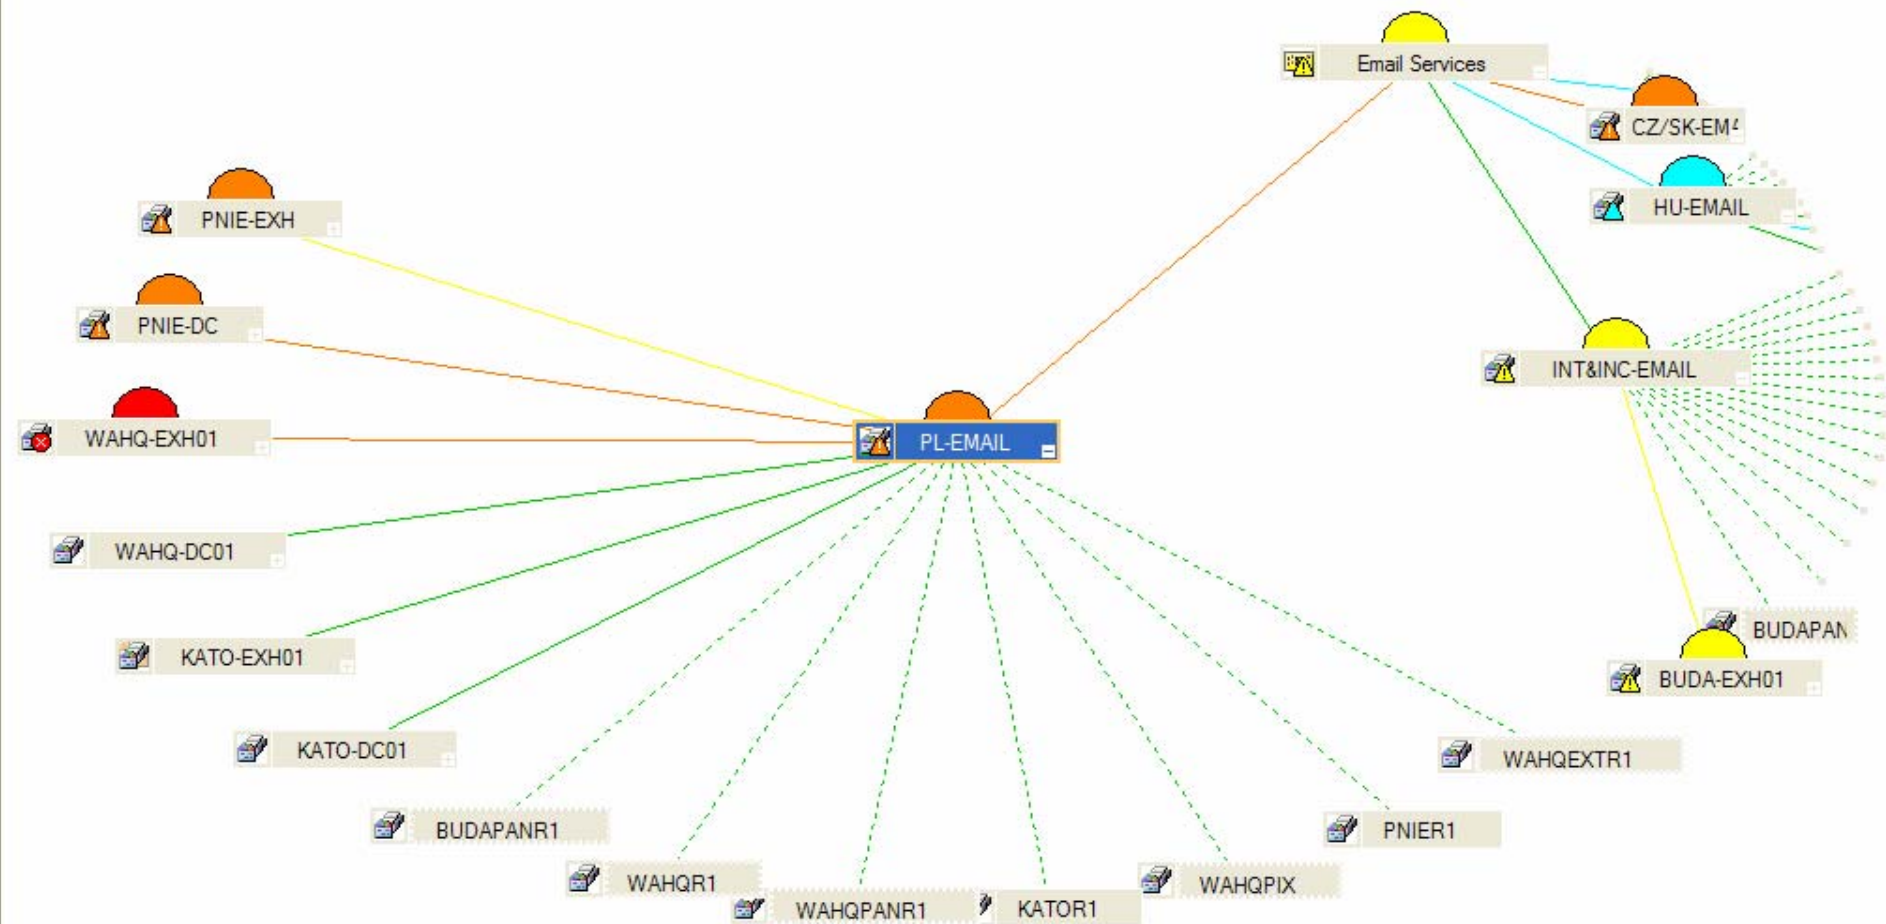 Email Services
CZ/SK-EM
HU-EMAIL
PNIE-EXH
PNIE-DC
INT&INC-EMAIL
WAHQ-EXH01
PL-EMAIL
WAHQ-DC01
BUDAPAN
KATO-EXH01
BUDA-EXH01
KATO-DC01
WAHQEXTR1
BUDAPANR1
PNIER1
WAHQR1
WAHQPIX
WAHQPANR1
KATOR1